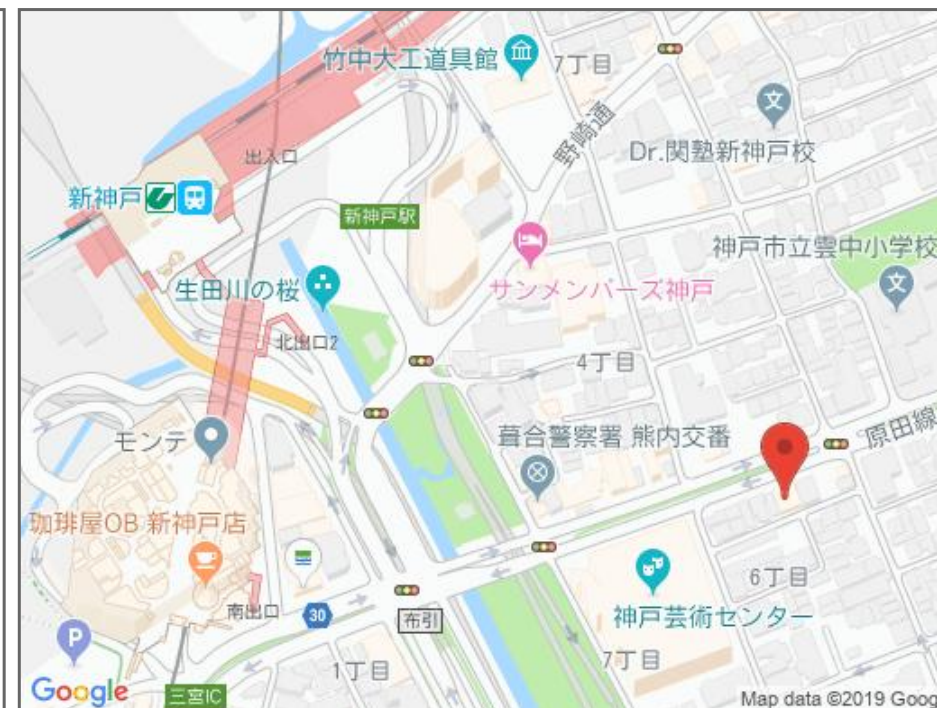 竹中大工道具館
7丁目
野崎通
Dr.関塾新神戸校
出入口
新神戸
新神戸駅
神戸市立雲中小学校
サンメンバーズ神戸
生田川の桜
北出口2
4丁目
モンテ
葺合警察署 熊内交番
原田線
珈琲屋OB 新神戸店
6丁目
神戸芸術センター
南出口
30
布引
P
1丁目
7丁目
Google
三宮IC
Map data ©2019 Goog